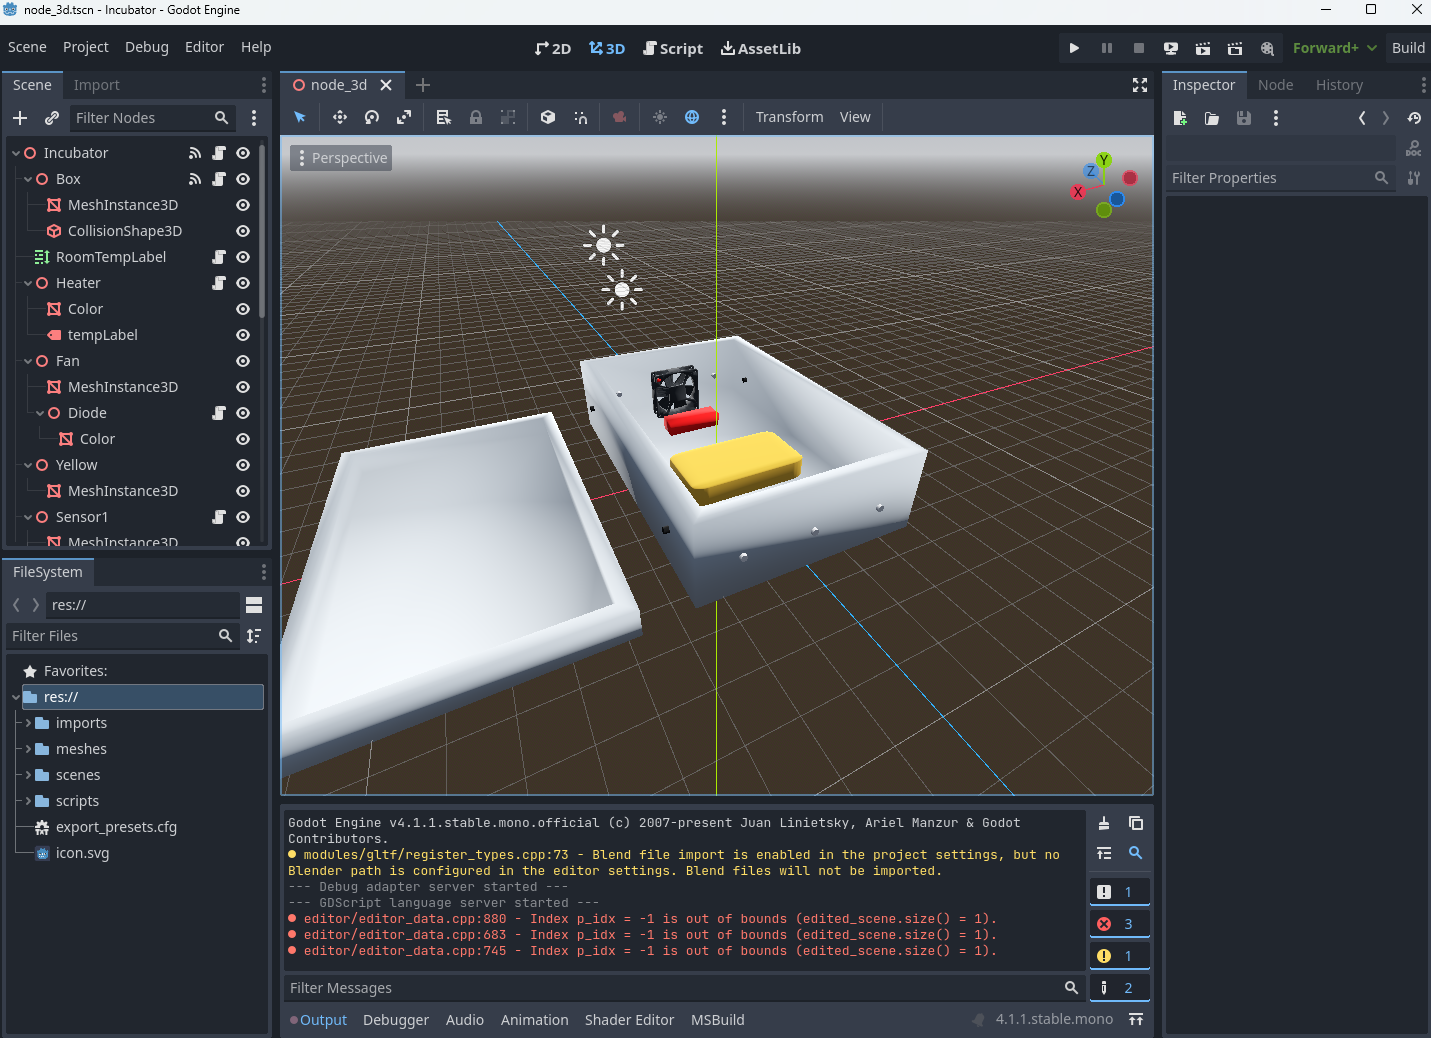 node_3d.tscn - Incubator - Godot Engine
Scene Project Debug Editor Help
2D 3D Script AssetLib
Forward+
Build
Scene Import
Filter Nodes
Incubator
Box
MeshInstance3D
CollisionShape3D
RoomTempLabel
Heater
Color
tempLabel
Fan
MeshInstance3D
Diode
Color
Yellow
MeshInstance3D
Sensor1
MeshInstance3D
FileSystem
res://
Filter Files
Favorites:
res://
imports
meshes
scenes
scripts
export_presets.cfg
icon.svg
node_3d
Transform View
Perspective
Y
Z
X
Godot Engine v4.1.1.stable.mono.official (c) 2007-present Juan Linietsky, Ariel Manzur & Godot
Contributors.
modules/gltf/register_types.cpp:73 - Blend file import is enabled in the project settings, but no
Blender path is configured in the editor settings. Blend files will not be imported.
--- Debug adapter server started ---
--- GDScript language server started ---
editor/editor_data.cpp:880 - Index p_idx = -1 is out of bounds (edited_scene.size() = 1).
editor/editor_data.cpp:683 - Index p_idx = -1 is out of bounds (edited_scene.size() = 1).
editor/editor_data.cpp:745 - Index p_idx = -1 is out of bounds (edited_scene.size() = 1).
1
3
1
2
Filter Messages
Output Debugger Audio Animation Shader Editor MSBuild
4.1.1.stable.mono
Inspector Node History
DOC
Filter Properties